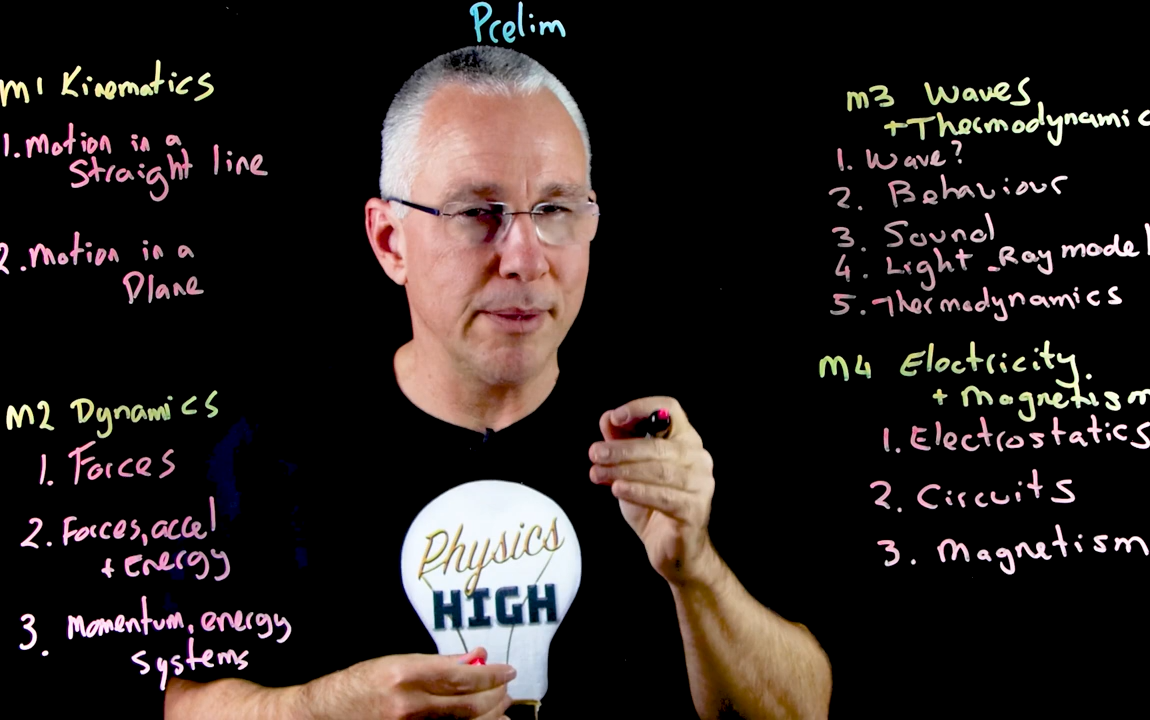 Prelim
M1 Kinematics
1. Motion in a
Straight line
2. Motion in a
Plane
M2 Dynamics
1. Forces
2. Forces, accel
+ Energy
3. Momentum, energy
systems
Physics
HIGH
M3 Waves
+ Thermodynamic
1. Wave?
2. Behaviour
3. Sound
4. Light - Ray model
5. Thermodynamics
M4 Electricity
+ Magnetism
1. Electrostatics
2. Circuits
3. Magnetism